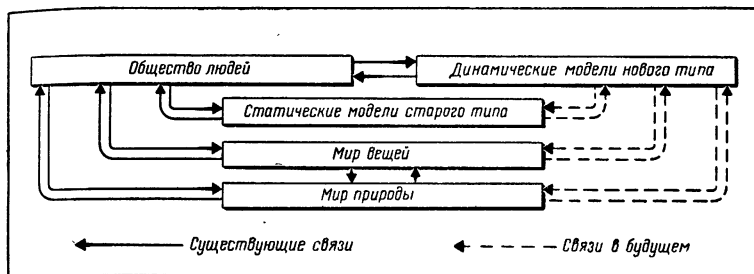 Общество людей
Динамические модели нового типа
Статические модели старого типа
Мир вещей
Мир природы
Существующие связи
Связи в будущем